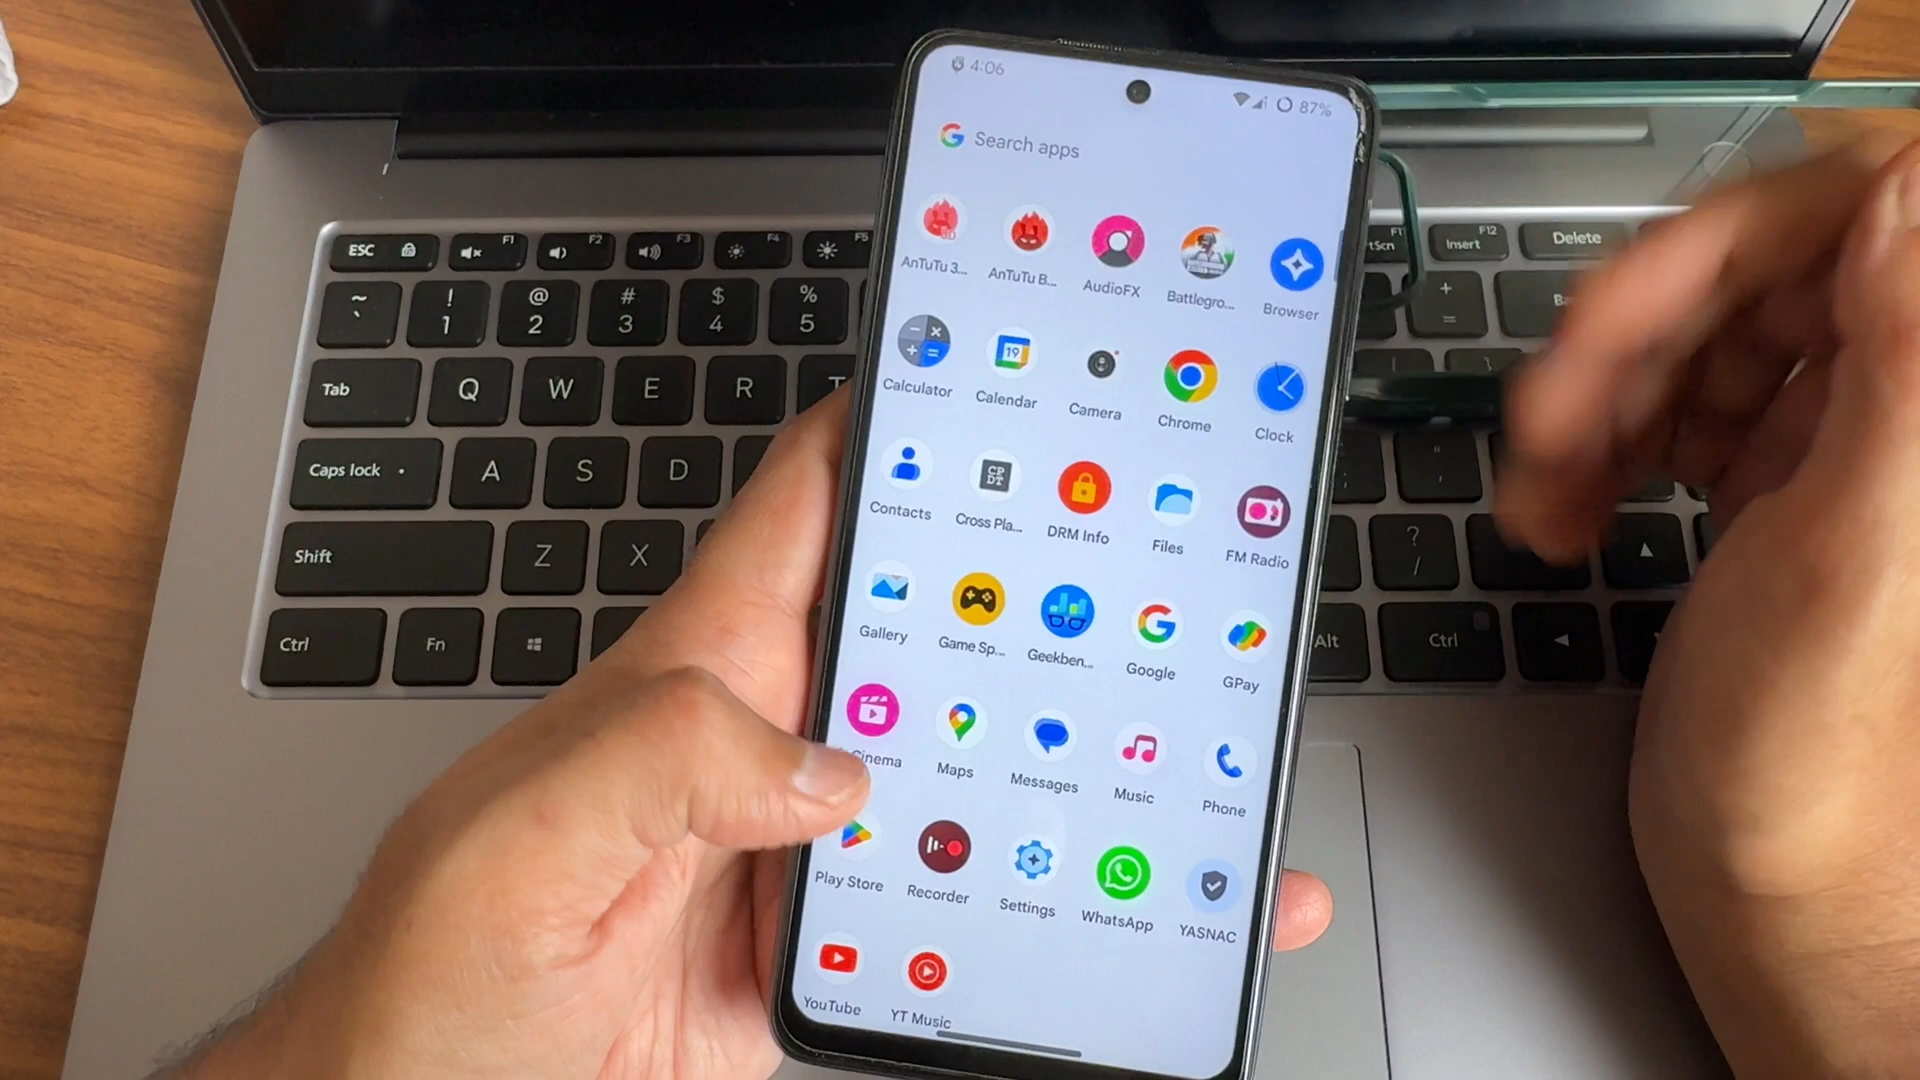 4:06
87%
Search apps
AnTuTu 3...
AnTuTu B...
AudioFX
Battlegro...
Browser
19
Calculator
Calendar
Camera
Chrome
Clock
CP
DT
Contacts
Cross Pla...
DRM Info
Files
FM Radio
Gallery
Game Sp...
Geekben...
Google
GPay
Cinema
Maps
Messages
Music
Phone
Play Store
Recorder
Settings
WhatsApp
YASNAC
YouTube
YT Music
ESC
F1
F2
F3
F4
F5
F12
Insert
Delete
~
`
!
1
@
2
#
3
$
4
%
5
+
=
Tab
Q
W
E
R
T
Caps lock
A
S
D
Shift
Z
X
?
/
Ctrl
Fn
Alt
Ctrl